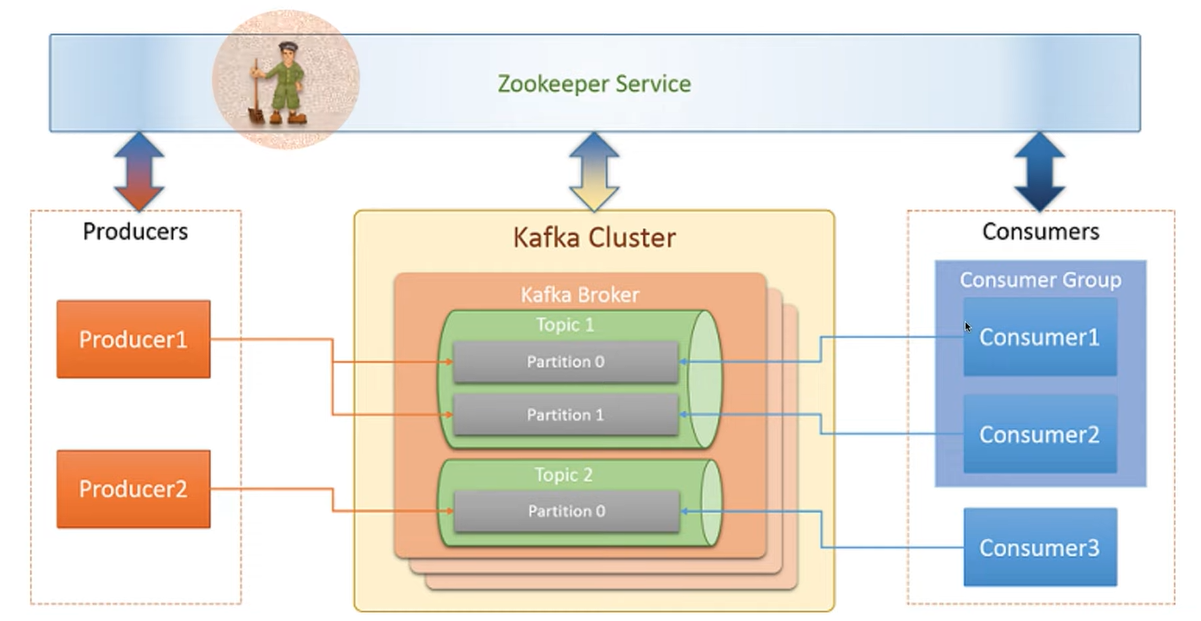 Zookeeper Service
Producers
Producer1
Producer2
Kafka Cluster
Kafka Broker
Topic 1
Partition 0
Partition 1
Topic 2
Partition 0
Consumers
Consumer Group
Consumer1
Consumer2
Consumer3